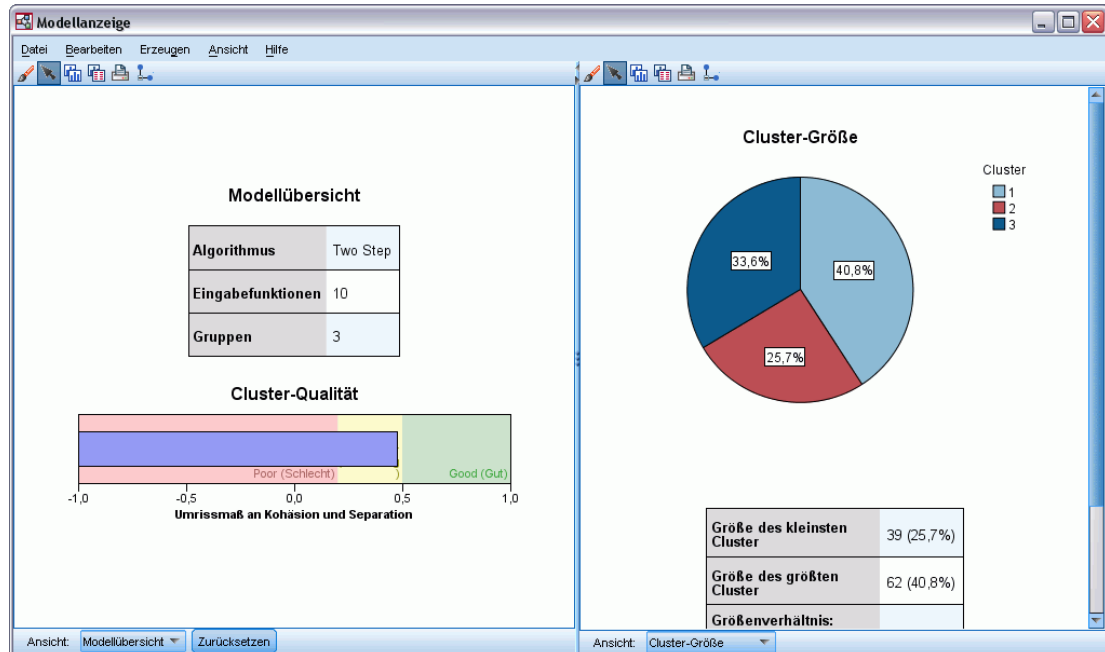 Modellanzeige
Datei Bearbeiten Erzeugen Ansicht Hilfe
Modellübersicht
Algorithmus Two Step
Eingabefunktionen 10
Gruppen 3
Cluster-Qualität
Poor (Schlecht) ) Good (Gut)
-1,0 -0,5 0,0 0,5 1,0
Umrissmaß an Kohäsion und Separation
Ansicht: Modellübersicht Zurücksetzen
Cluster-Größe
Cluster
1
2
3
33,6%
40,8%
25,7%
Größe des kleinsten Cluster 39 (25,7%)
Größe des größten Cluster 62 (40,8%)
Größenverhältnis:
Ansicht: Cluster-Größe